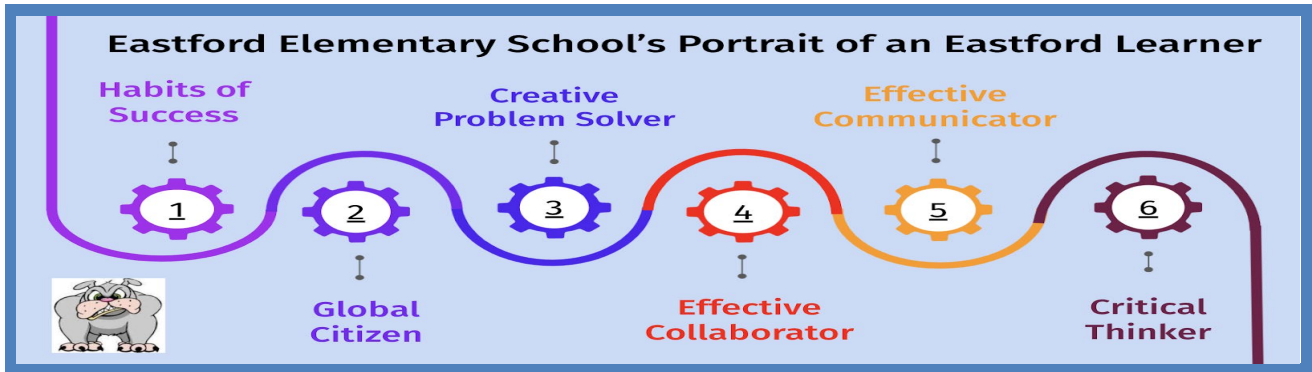 Eastford Elementary School's Portrait of an Eastford Learner
Habits of
Success
1
2
Global
Citizen
Creative
Problem Solver
3
4
Effective
Collaborator
Effective
Communicator
5
6
Critical
Thinker